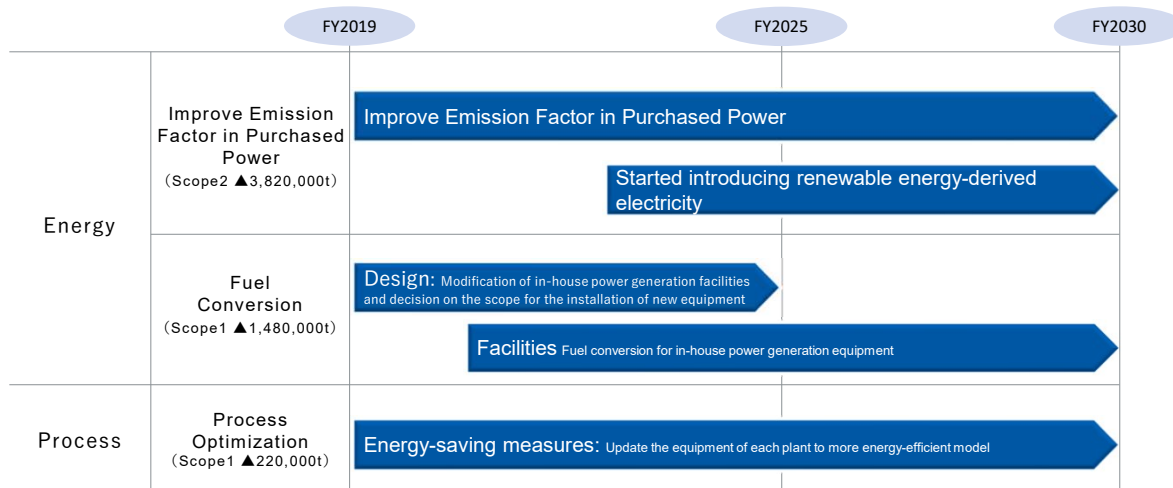 FY2019
FY2025
FY2030
Energy
Improve Emission
Factor in Purchased
Power
（Scope2 ▲3,820,000t）
Improve Emission Factor in Purchased Power
Started introducing renewable energy-derived
electricity
Fuel
Conversion
（Scope1 ▲1,480,000t）
Design: Modification of in-house power generation facilities
and decision on the scope for the installation of new equipment
Facilities Fuel conversion for in-house power generation equipment
Process
Process
Optimization
（Scope1 ▲220,000t）
Energy-saving measures: Update the equipment of each plant to more energy-efficient model